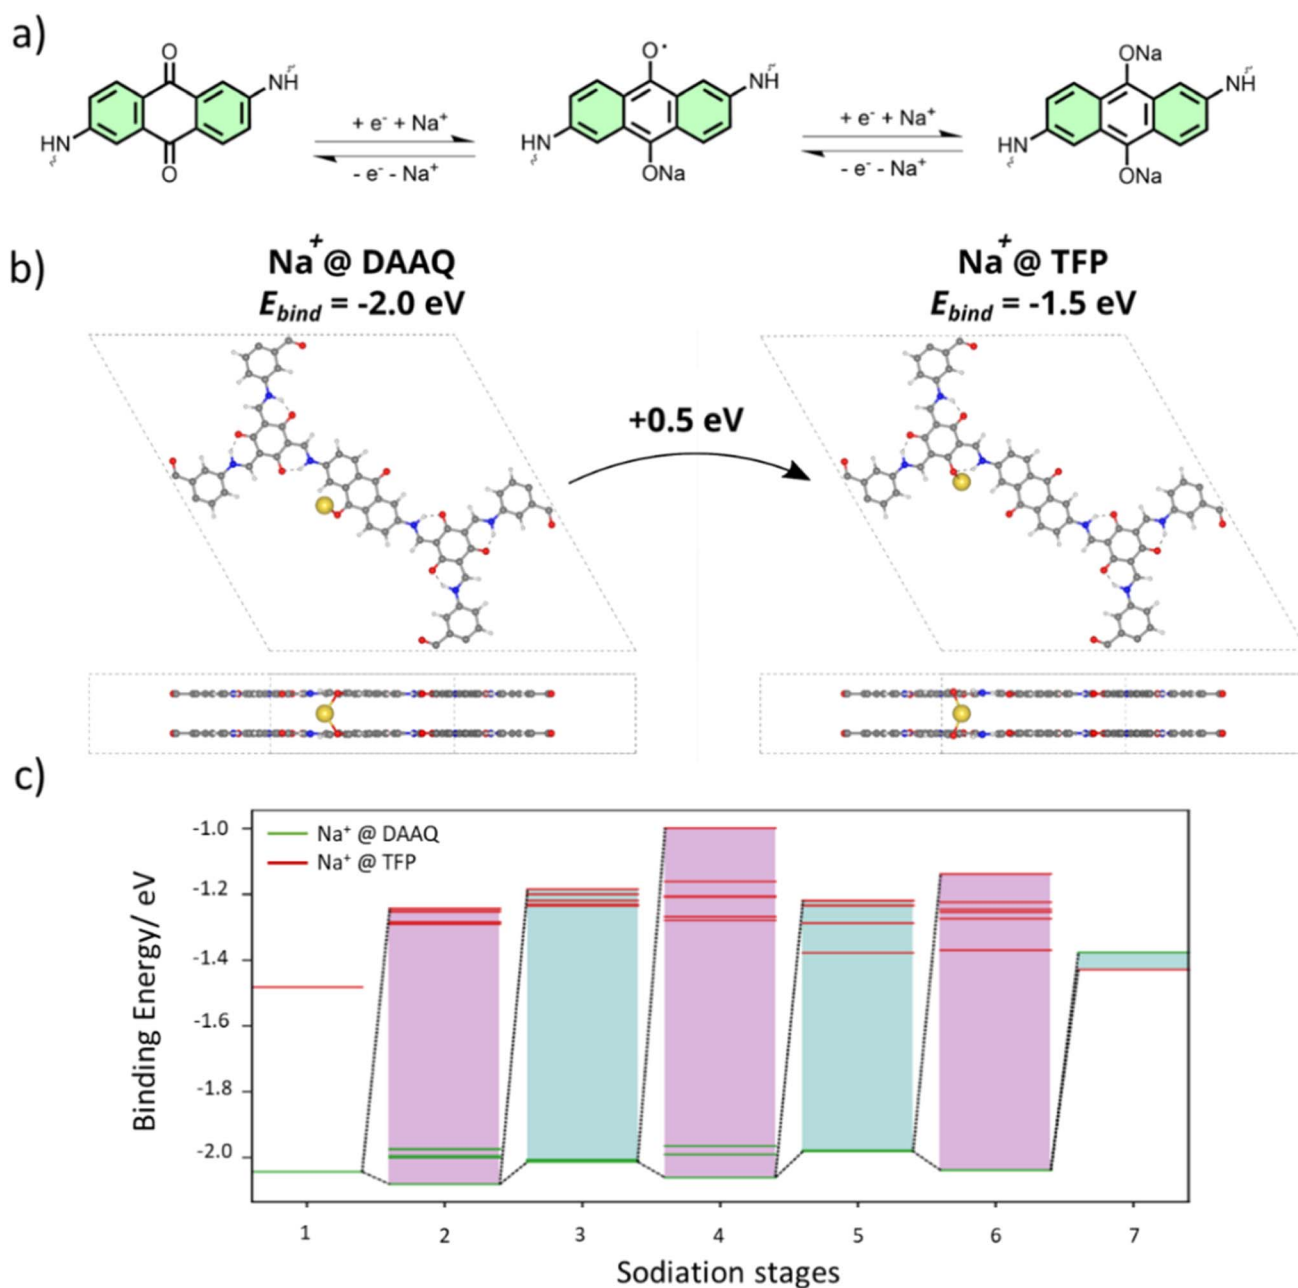 a)
O
NH
HN
O
+ e⁻ + Na⁺
- e⁻ - Na⁺
O•
NH
HN
ONa
+ e⁻ + Na⁺
- e⁻ - Na⁺
ONa
NH
HN
ONa
b)
Na⁺@ DAAQ
E_bind = -2.0 eV
Na⁺@ TFP
E_bind = -1.5 eV
+0.5 eV
c)
Na⁺ @ DAAQ
Na⁺ @ TFP
Binding Energy/ eV
-1.0
-1.2
-1.4
-1.6
-1.8
-2.0
1 2 3 4 5 6 7
Sodiation stages